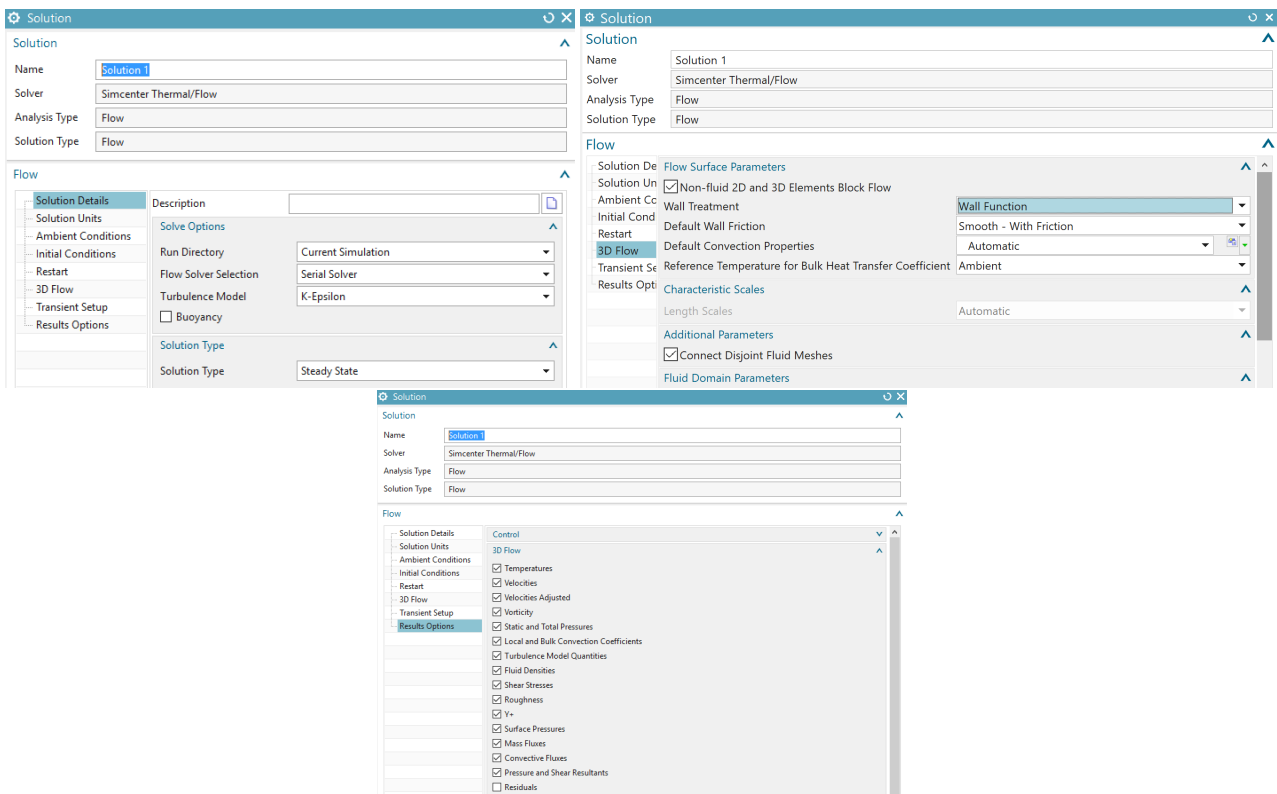 Solution
Solution
Name Solution 1
Solver Simcenter Thermal/Flow
Analysis Type Flow
Solution Type Flow
Flow
Solution Details
Solution Units
Ambient Conditions
Initial Conditions
Restart
3D Flow
Transient Setup
Results Options
Description
Solve Options
Run Directory Current Simulation
Flow Solver Selection Serial Solver
Turbulence Model K-Epsilon
Buoyancy
Solution Type
Solution Type Steady State
Solution
Solution
Name Solution 1
Solver Simcenter Thermal/Flow
Analysis Type Flow
Solution Type Flow
Flow
Solution De
Solution Un
Ambient Co
Initial Cond
Restart
3D Flow
Transient Se
Results Opti
Flow Surface Parameters
Non-fluid 2D and 3D Elements Block Flow
Wall Treatment Wall Function
Default Wall Friction Smooth - With Friction
Default Convection Properties Automatic
Reference Temperature for Bulk Heat Transfer Coefficient Ambient
Characteristic Scales
Length Scales Automatic
Additional Parameters
Connect Disjoint Fluid Meshes
Fluid Domain Parameters
Solution
Solution
Name Solution 1
Solver Simcenter Thermal/Flow
Analysis Type Flow
Solution Type Flow
Flow
Solution Details
Solution Units
Ambient Conditions
Initial Conditions
Restart
3D Flow
Transient Setup
Results Options
Control
3D Flow
Temperatures
Velocities
Velocities Adjusted
Vorticity
Static and Total Pressures
Local and Bulk Convection Coefficients
Turbulence Model Quantities
Fluid Densities
Shear Stresses
Roughness
Y+
Surface Pressures
Mass Fluxes
Convective Fluxes
Pressure and Shear Resultants
Residuals